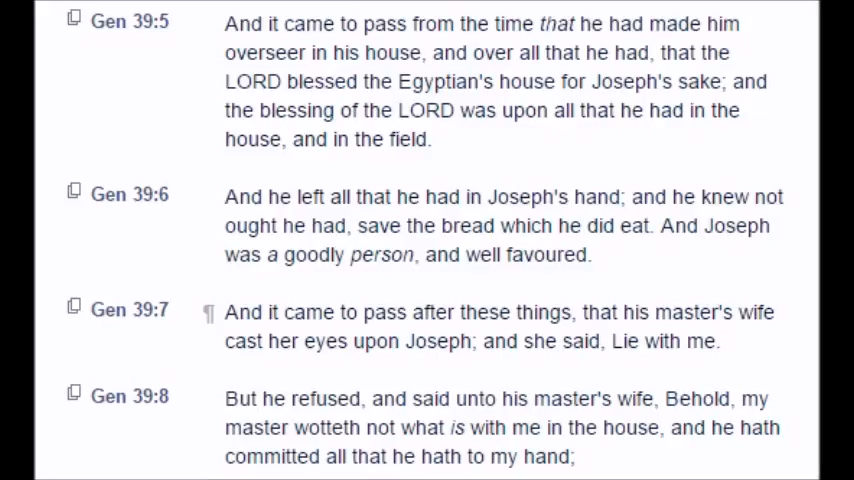 Gen 39:5 And it came to pass from the time that he had made him
overseer in his house, and over all that he had, that the
LORD blessed the Egyptian's house for Joseph's sake; and
the blessing of the LORD was upon all that he had in the
house, and in the field.
Gen 39:6 And he left all that he had in Joseph's hand; and he knew not
ought he had, save the bread which he did eat. And Joseph
was a goodly person, and well favoured.
Gen 39:7 ¶ And it came to pass after these things, that his master's wife
cast her eyes upon Joseph; and she said, Lie with me.
Gen 39:8 But he refused, and said unto his master's wife, Behold, my
master wotteth not what is with me in the house, and he hath
committed all that he hath to my hand;